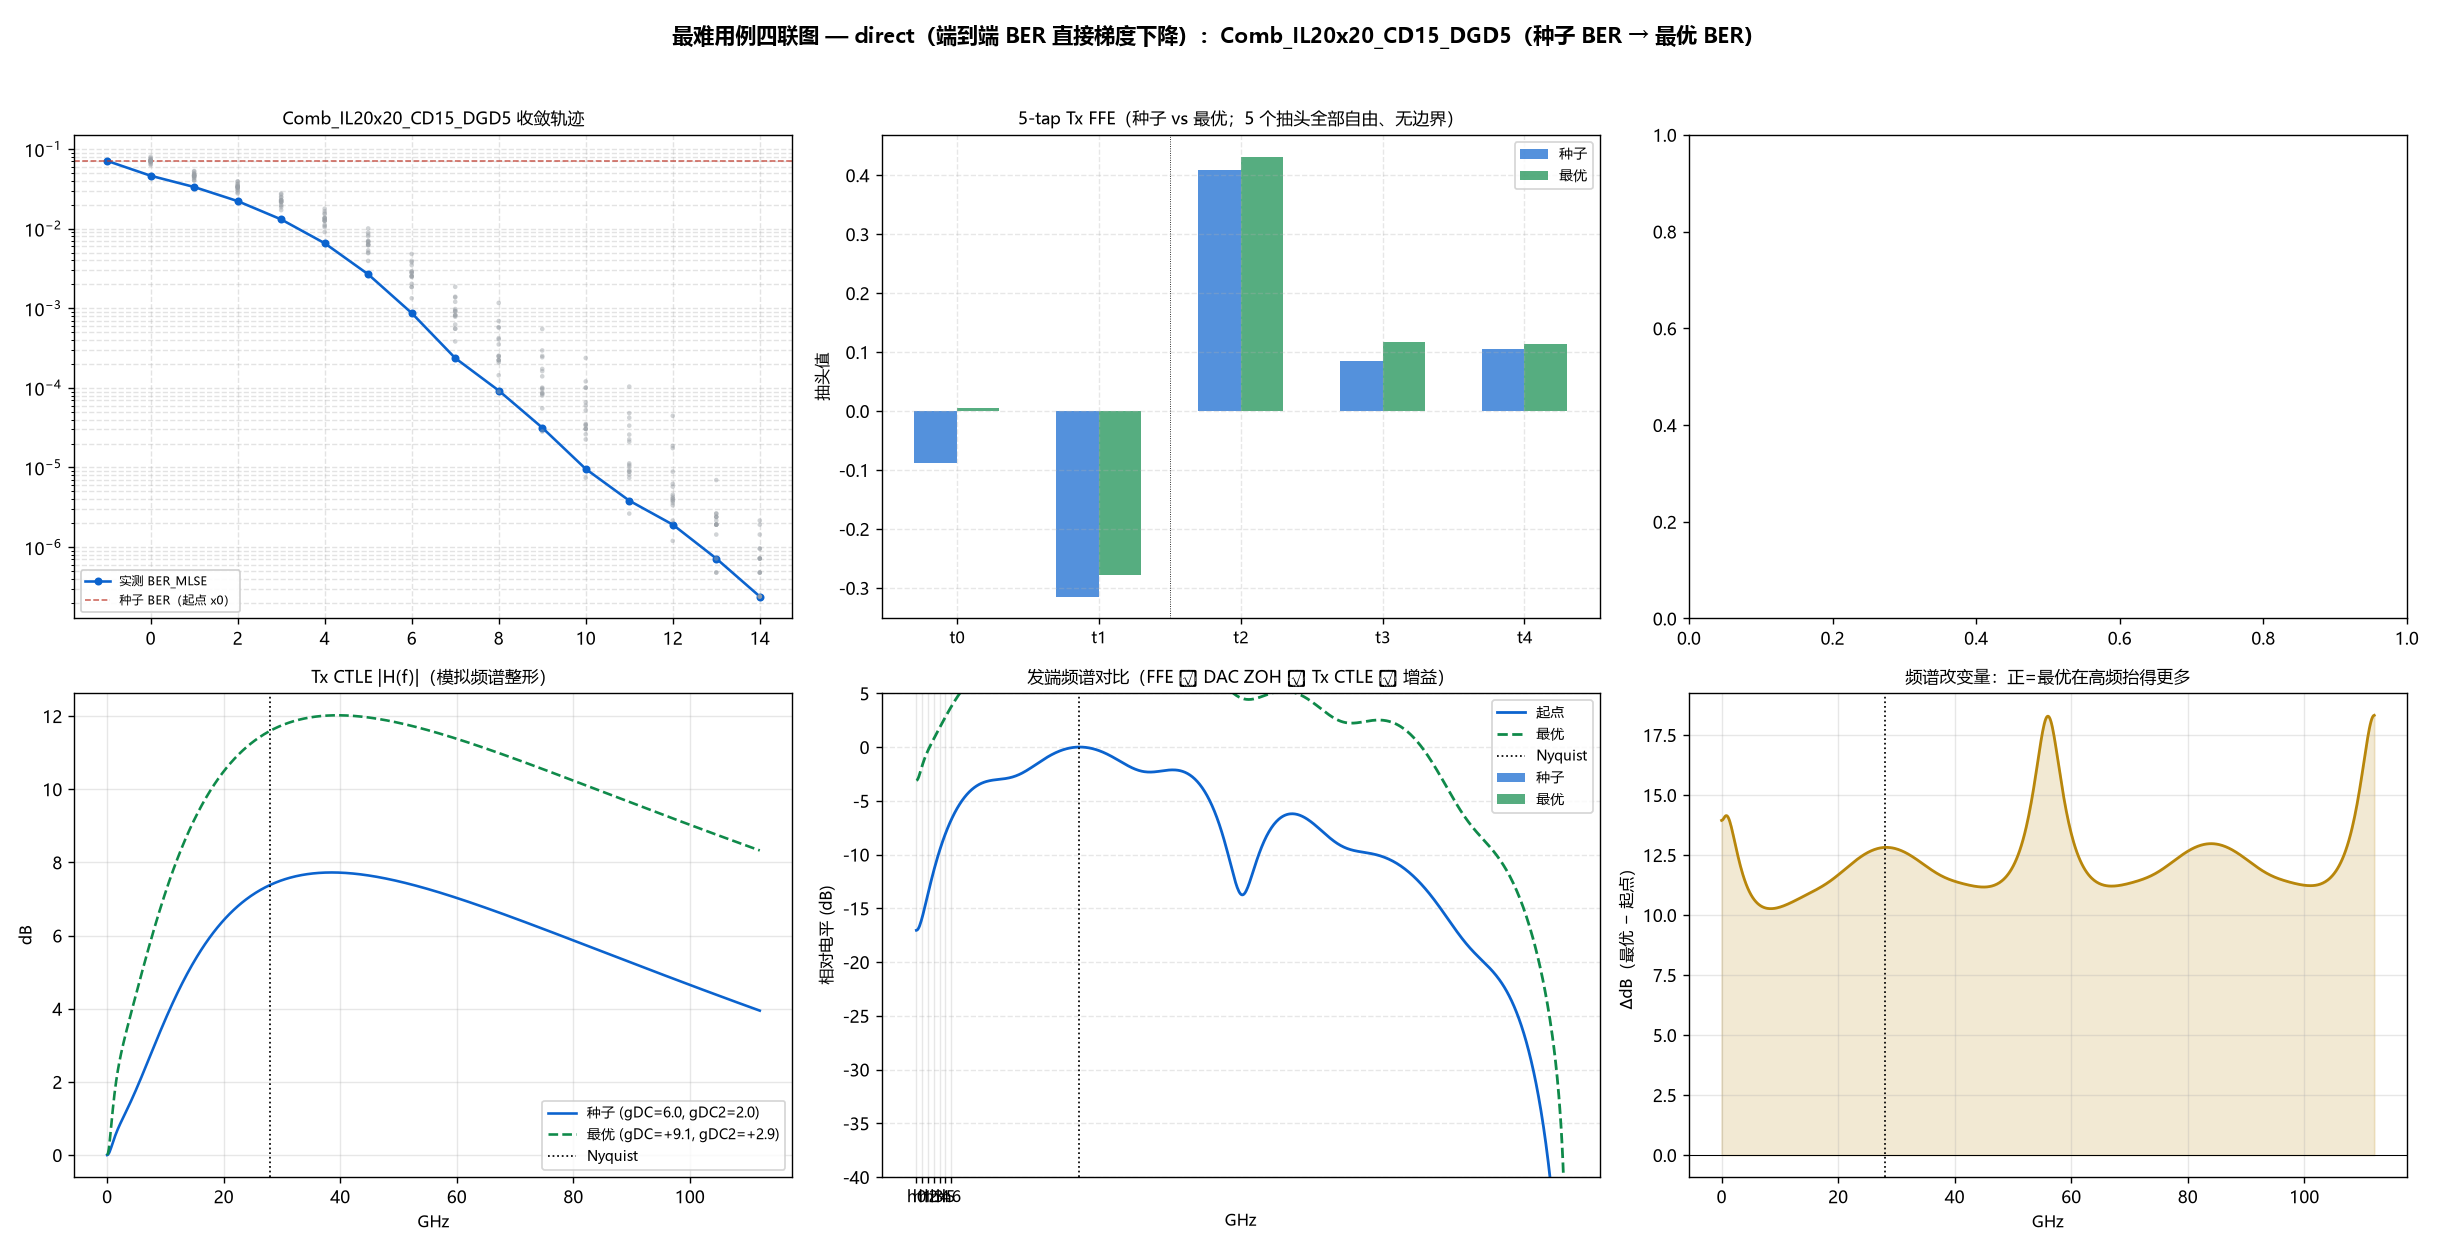 最难用例四联图 — direct（端到端 BER 直接梯度下降）：Comb_IL20x20_CD15_DGD5（种子 BER → 最优 BER）
Comb_IL20x20_CD15_DGD5 收敛轨迹
10⁻¹
10⁻²
10⁻³
10⁻⁴
10⁻⁵
10⁻⁶
实测 BER_MLSE
种子 BER（起点 x0）
0 2 4 6 8 10 12 14
5-tap Tx FFE（种子 vs 最优；5 个抽头全部自由、无边界）
抽头值
0.4
0.3
0.2
0.1
0.0
-0.1
-0.2
-0.3
种子
最优
t0 t1 t2 t3 t4
1.0
0.8
0.6
0.4
0.2
0.0
0.0 0.2 0.4 0.6 0.8 1.0
Tx CTLE |H(f)|（模拟频谱整形）
dB
12
10
8
6
4
2
0
种子 (gDC=6.0, gDC2=2.0)
最优 (gDC=+9.1, gDC2=+2.9)
Nyquist
0 20 40 60 80 100
GHz
发端频谱对比（FFE DAC ZOH Tx CTLE 增益）
相对电平 (dB)
5
0
-5
-10
-15
-20
-25
-30
-35
-40
起点
最优
Nyquist
种子
最优
GHz
频谱改变量：正=最优在高频抬得更多
ΔdB（最优 − 起点）
17.5
15.0
12.5
10.0
7.5
5.0
2.5
0.0
0 20 40 60 80 100
GHz